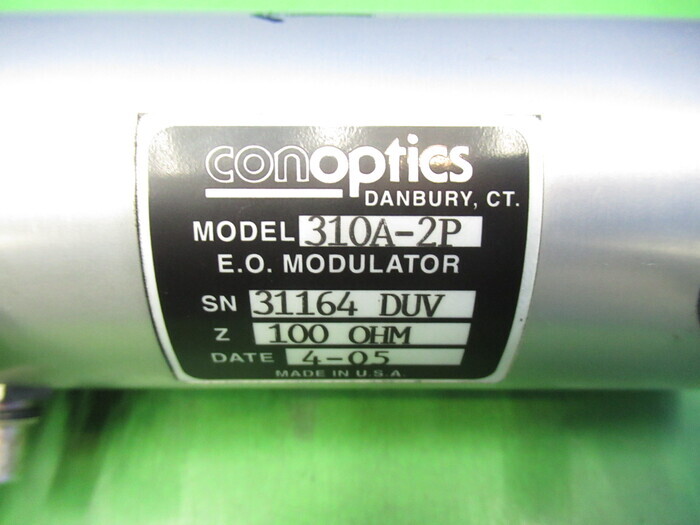 conoptics
DANBURY, CT.
MODEL 310A-2P
E.O. MODULATOR
SN 31164 DUV
Z 100 OHM
DATE 4-05
MADE IN U.S.A.